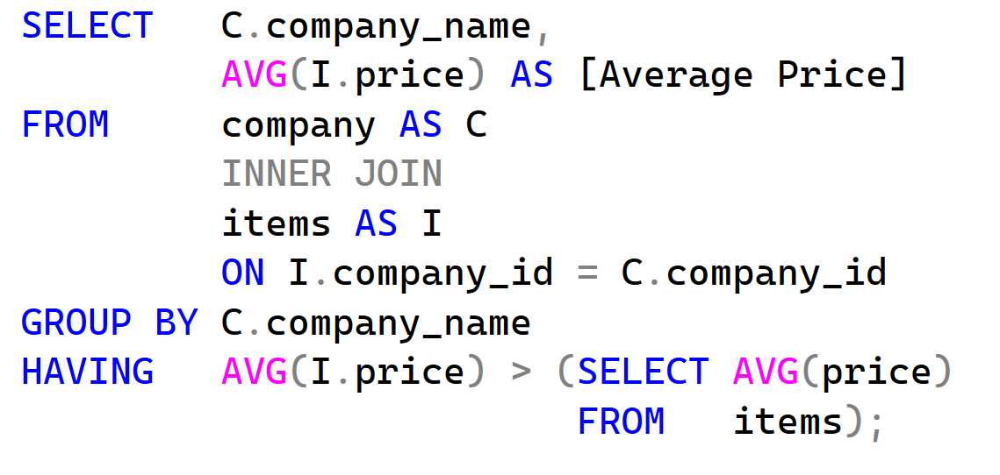 SELECT   C.company_name,
         AVG(I.price) AS [Average Price]
FROM     company AS C
         INNER JOIN
         items AS I
         ON I.company_id = C.company_id
GROUP BY C.company_name
HAVING   AVG(I.price) > (SELECT AVG(price)
                         FROM   items);